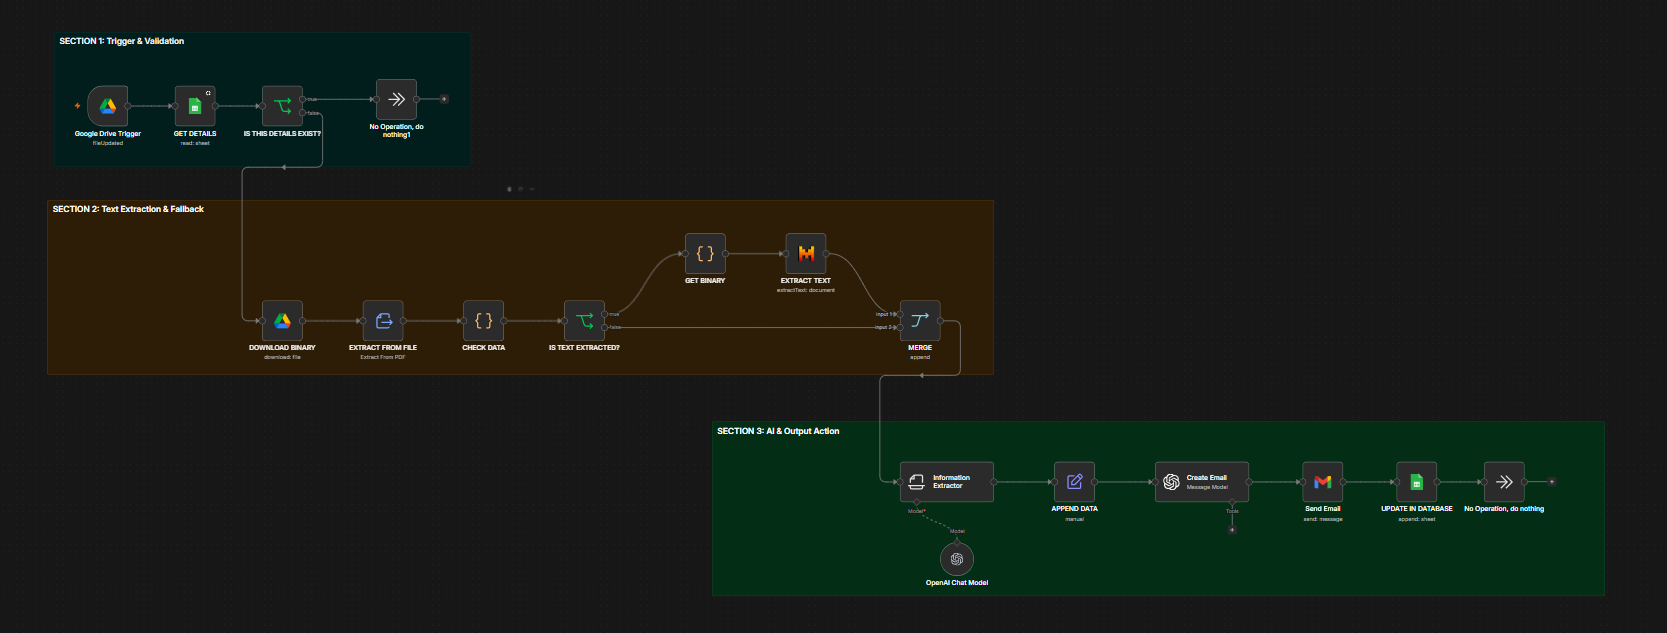 SECTION 1: Trigger & Validation
true
false
Google Drive Trigger
fileUpdated
GET DETAILS
read: sheet
IS THIS DETAILS EXIST?
No Operation, do
nothing1
SECTION 2: Text Extraction & Fallback
GET BINARY
EXTRACT TEXT
extractText: document
true
false
Input 1
Input 2
DOWNLOAD BINARY
download: file
EXTRACT FROM FILE
Extract From PDF
CHECK DATA
IS TEXT EXTRACTED?
MERGE
append
SECTION 3: AI & Output Action
Information
Extractor
Create Email
Message Model
Model*
Tools
APPEND DATA
manual
Send Email
send: message
UPDATE IN DATABASE
append: sheet
No Operation, do nothing
Model
OpenAI Chat Model